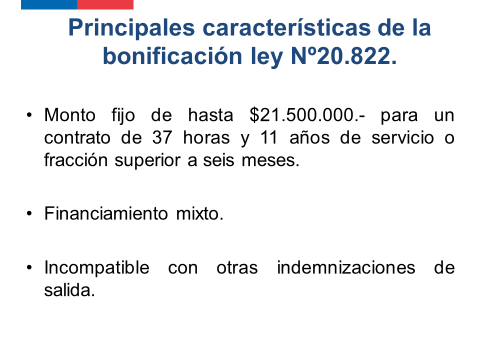 Principales características de la
bonificación ley Nº20.822.
• Monto fijo de hasta $21.500.000.- para un
contrato de 37 horas y 11 años de servicio o
fracción superior a seis meses.
• Financiamiento mixto.
• Incompatible con otras indemnizaciones de
salida.